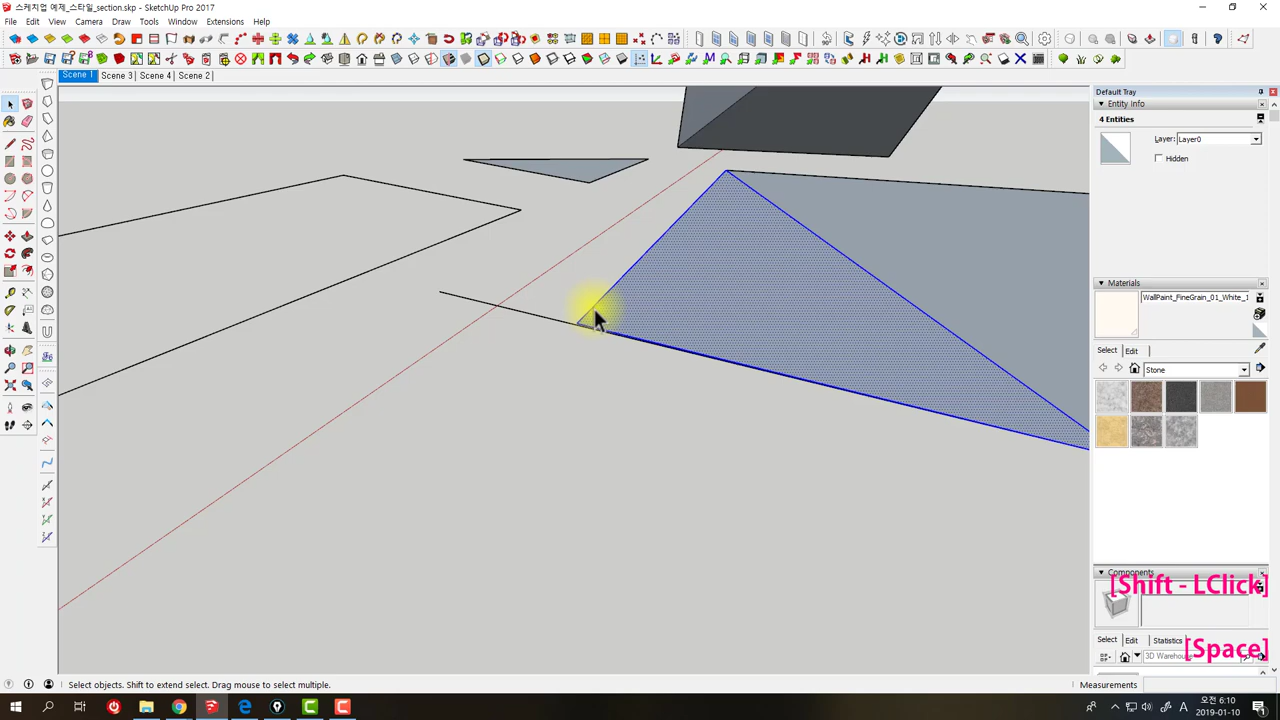 스케치업 예제_스타일_section.skp - SketchUp Pro 2017
File Edit View Camera Draw Tools Window Extensions Help
Scene 1 Scene 3 Scene 4 Scene 2
Default Tray
Entity Info
4 Entities
Layer: Layer0
Hidden
Materials
WallPaint_FineGrain_01_White_1
Select Edit
Stone
Components
[Shift - LClick]
Select Edit Statistics
[Space]
Select objects. Shift to extend select. Drag mouse to select multiple.
Measurements
A
오전 6:10
2019-01-10